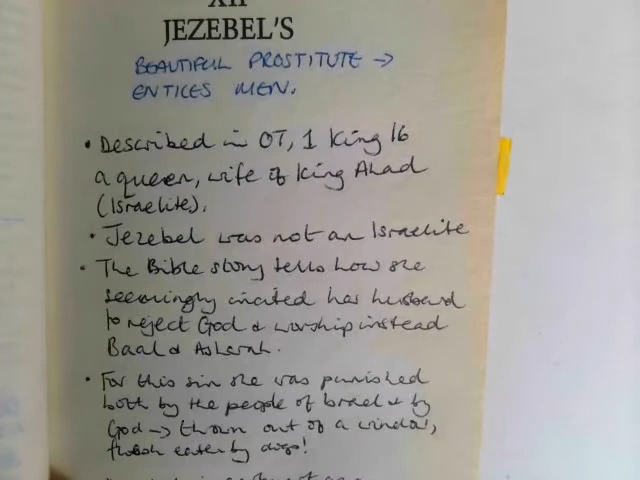 XII
JEZEBEL'S
BEAUTIFUL PROSTITUTE →
ENTICES MEN.
• Described in OT, 1 King 16
a queen, wife of King Ahad
(Israelite).
• Jezebel was not an Israelite
• The Bible story tells how she
seemingly incited her husband
to reject God & worship instead
Baal & Asherah.
• For this sin she was punished
both by the people of Israel & by
God → thrown out of a window,
flesh eaten by dogs!